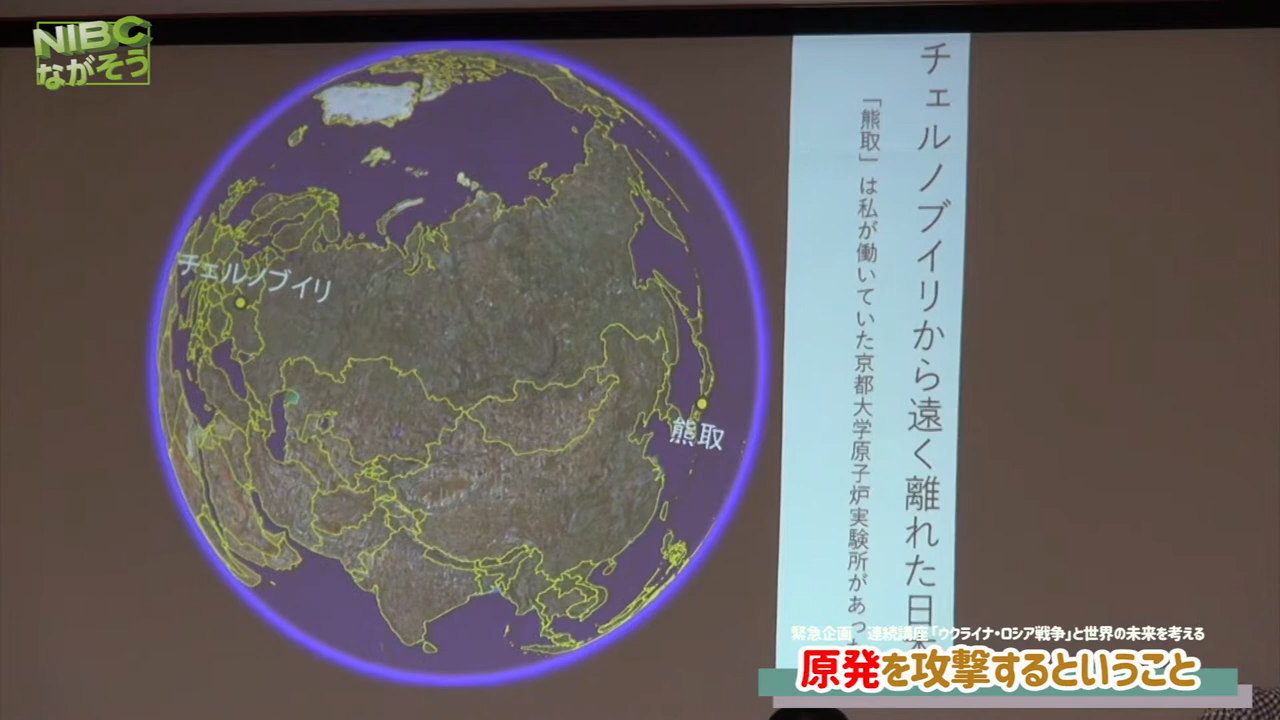 NIBC
ながそう
チェルノブイリから遠く離れた日
「熊取」は私が働いていた京都大学原子炉実験所があっ
チェルノブイリ
熊取
緊急企画 連続講座「ウクライナ・ロシア戦争」と世界の未来を考える
原発を攻撃するということ